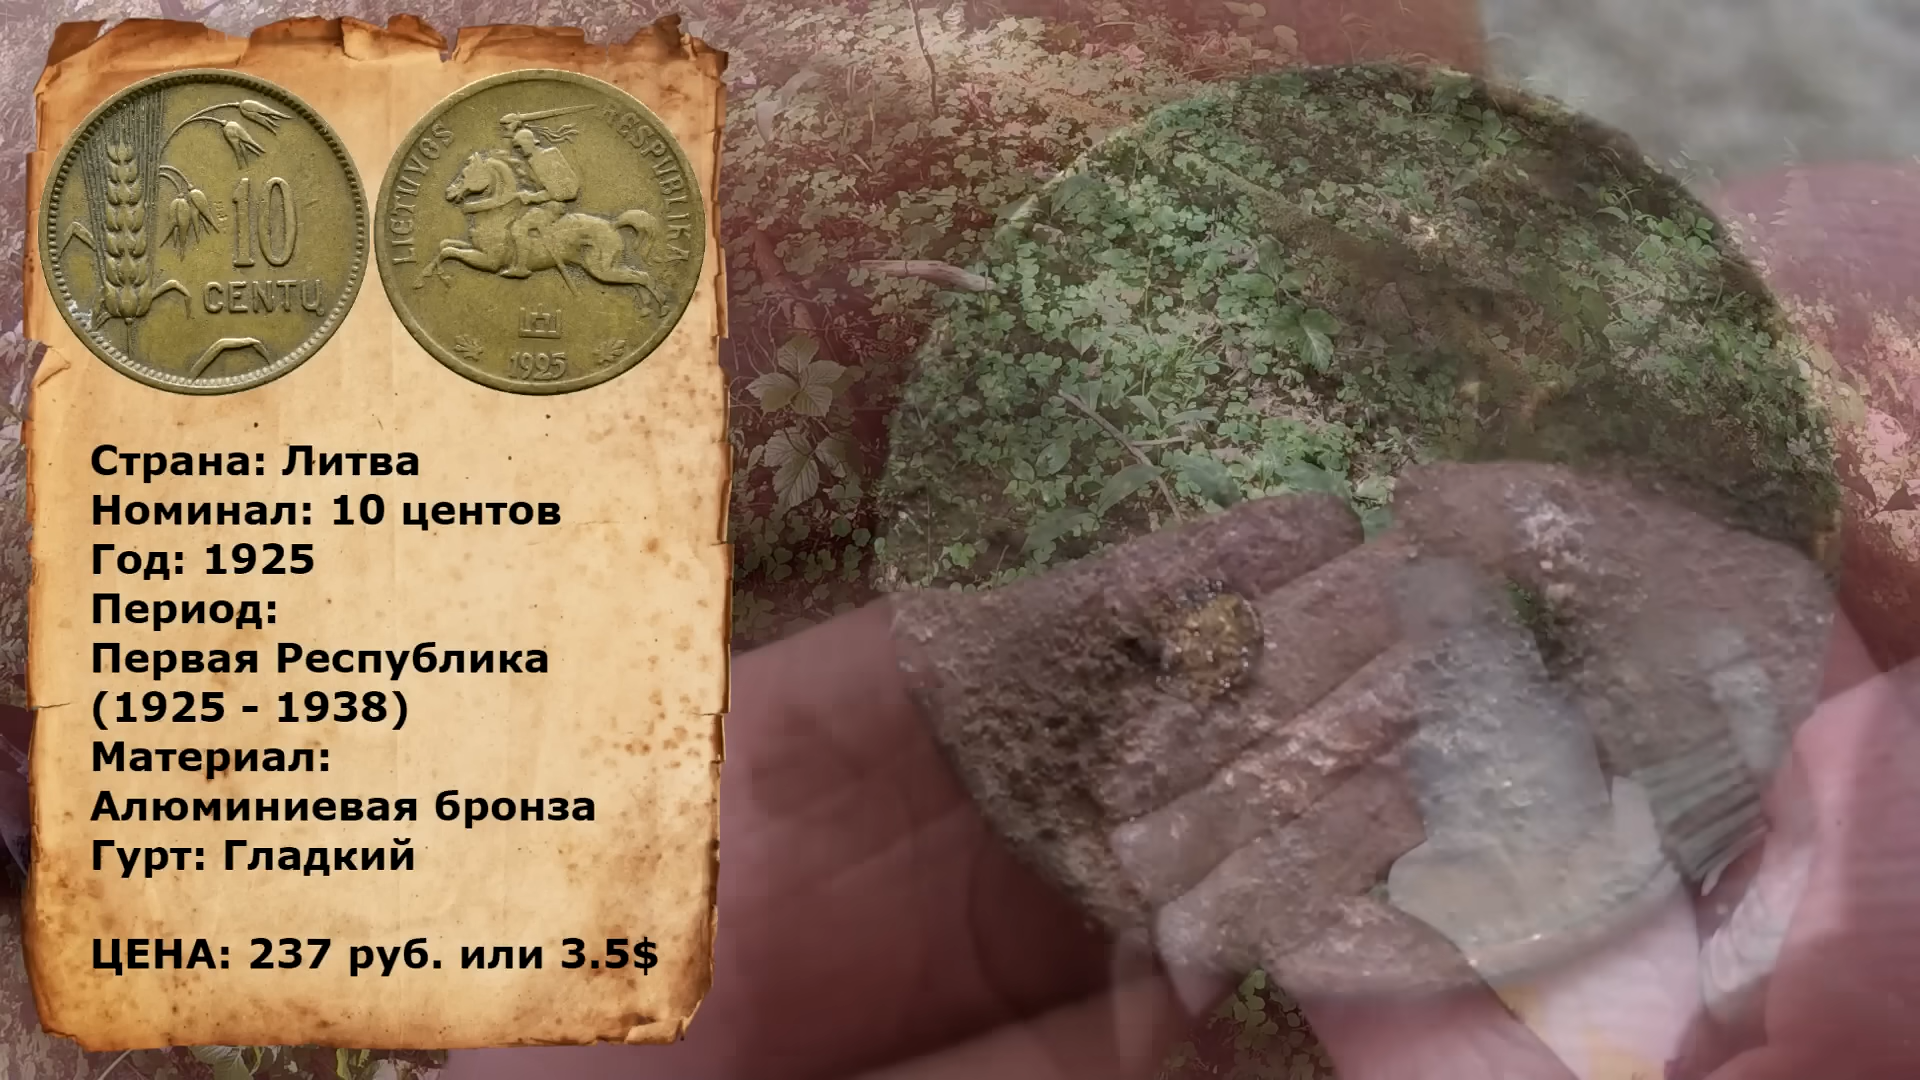 10
CENTŲ
LIETUVOS RESPUBLIKA
1925
Страна: Литва
Номинал: 10 центов
Год: 1925
Период:
Первая Республика
(1925 - 1938)
Материал:
Алюминиевая бронза
Гурт: Гладкий
ЦЕНА: 237 руб. или 3.5$